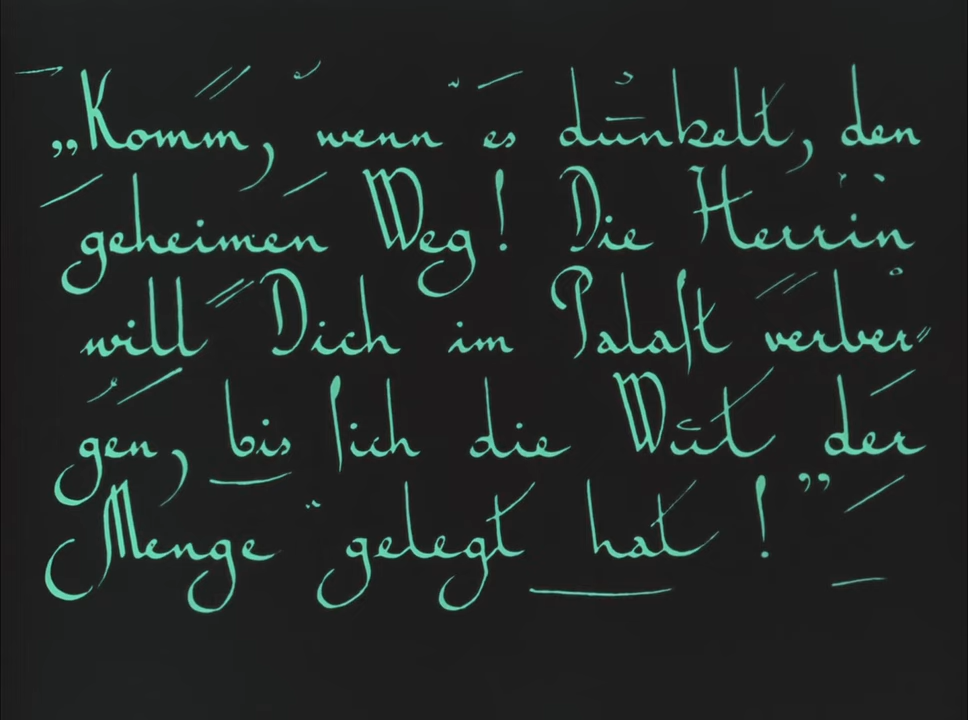 „Komm, wenn es dunkelt, den
geheimen Weg! Die Herrin
will Dich im Palaſt verber=
gen, bis ſich die Wut der
Menge gelegt hat!”